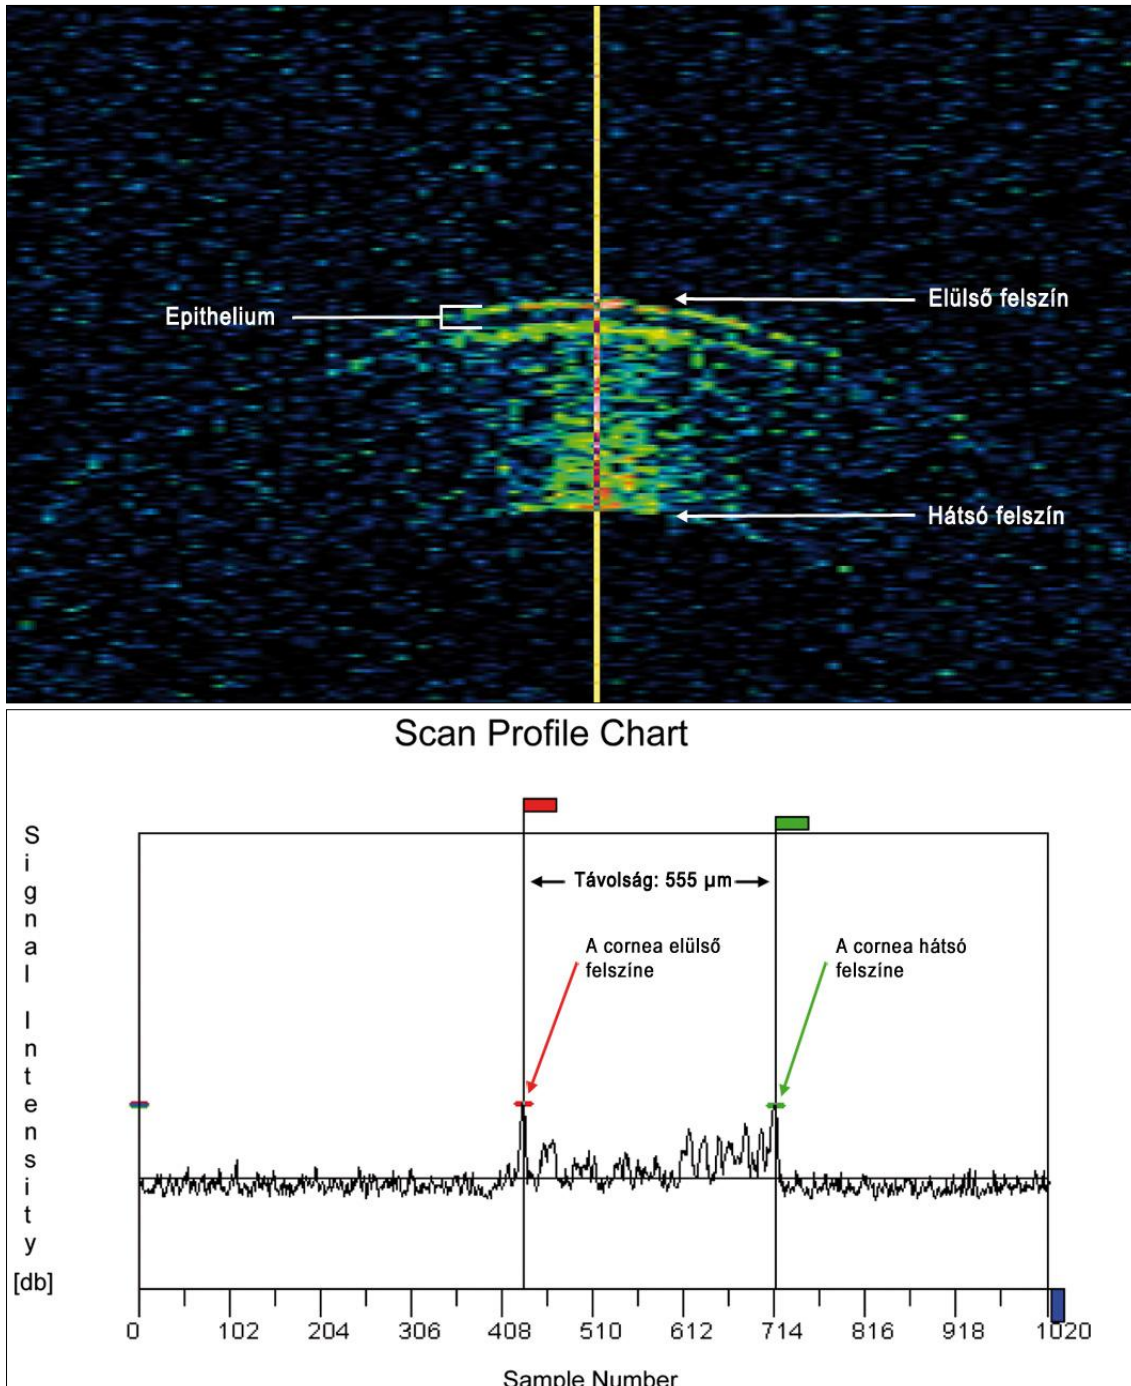 Elülső felszín
Epithelium
Hátsó felszín
Scan Profile Chart
Signal Intensity
[db]
Távolság: 555 µm
A cornea elülső
felszíne
A cornea hátsó
felszíne
0 102 204 306 408 510 612 714 816 918 1020
Sample Number